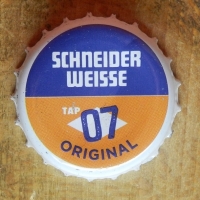 SCHNEIDER
WEISSE
TAP 07
ORIGINAL